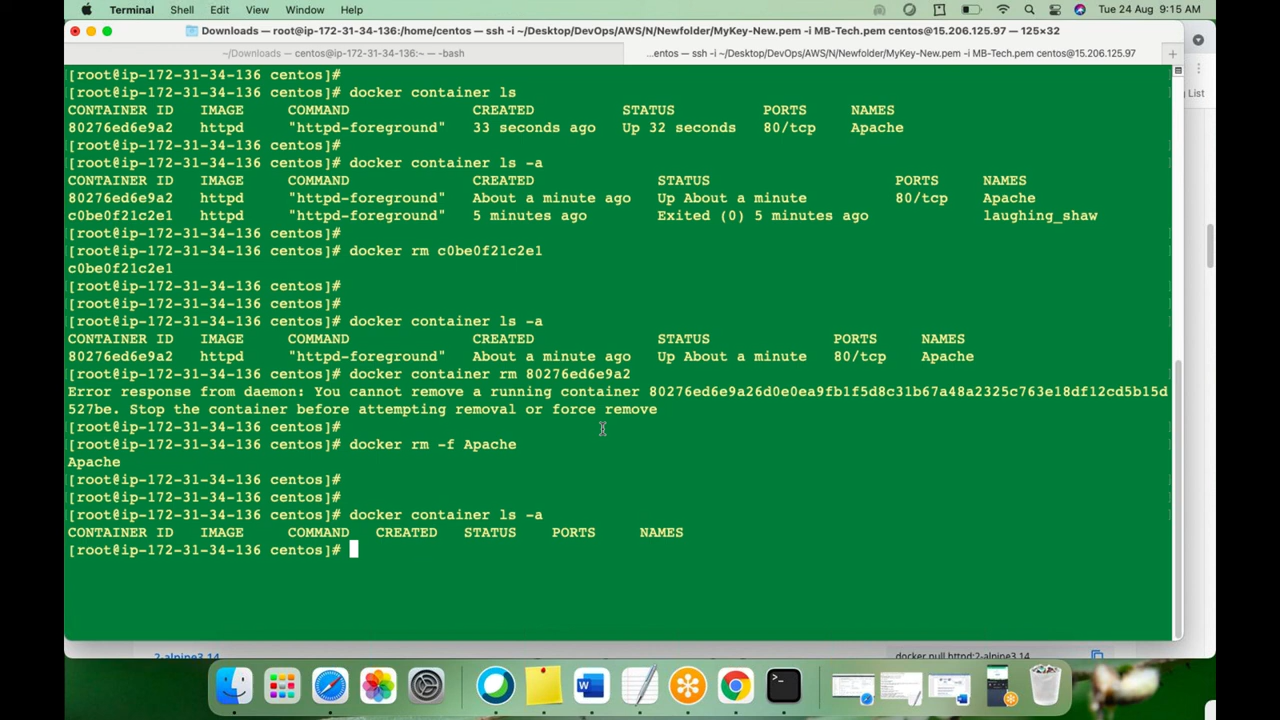 Terminal Shell Edit View Window Help Tue 24 Aug 9:15 AM
Downloads — root@ip-172-31-34-136:/home/centos — ssh -i ~/Desktop/DevOps/AWS/N/Newfolder/MyKey-New.pem -i MB-Tech.pem centos@15.206.125.97 — 125×32
~/Downloads — centos@ip-172-31-34-136:~ — -bash ...entos — ssh -i ~/Desktop/DevOps/AWS/N/Newfolder/MyKey-New.pem -i MB-Tech.pem centos@15.206.125.97 +
List
[root@ip-172-31-34-136 centos]#
[root@ip-172-31-34-136 centos]# docker container ls
CONTAINER ID IMAGE COMMAND CREATED STATUS PORTS NAMES
80276ed6e9a2 httpd "httpd-foreground" 33 seconds ago Up 32 seconds 80/tcp Apache
[root@ip-172-31-34-136 centos]#
[root@ip-172-31-34-136 centos]# docker container ls -a
CONTAINER ID IMAGE COMMAND CREATED STATUS PORTS NAMES
80276ed6e9a2 httpd "httpd-foreground" About a minute ago Up About a minute 80/tcp Apache
c0be0f21c2e1 httpd "httpd-foreground" 5 minutes ago Exited (0) 5 minutes ago laughing_shaw
[root@ip-172-31-34-136 centos]#
[root@ip-172-31-34-136 centos]# docker rm c0be0f21c2e1
c0be0f21c2e1
[root@ip-172-31-34-136 centos]#
[root@ip-172-31-34-136 centos]#
[root@ip-172-31-34-136 centos]# docker container ls -a
CONTAINER ID IMAGE COMMAND CREATED STATUS PORTS NAMES
80276ed6e9a2 httpd "httpd-foreground" About a minute ago Up About a minute 80/tcp Apache
[root@ip-172-31-34-136 centos]# docker container rm 80276ed6e9a2
Error response from daemon: You cannot remove a running container 80276ed6e9a26d0e0ea9fb1f5d8c31b67a48a2325c763e18df12cd5b15d
527be. Stop the container before attempting removal or force remove
[root@ip-172-31-34-136 centos]#
[root@ip-172-31-34-136 centos]# docker rm -f Apache
Apache
[root@ip-172-31-34-136 centos]#
[root@ip-172-31-34-136 centos]#
[root@ip-172-31-34-136 centos]# docker container ls -a
CONTAINER ID IMAGE COMMAND CREATED STATUS PORTS NAMES
[root@ip-172-31-34-136 centos]#
2-alpine3.14 docker pull httpd:2-alpine3.14